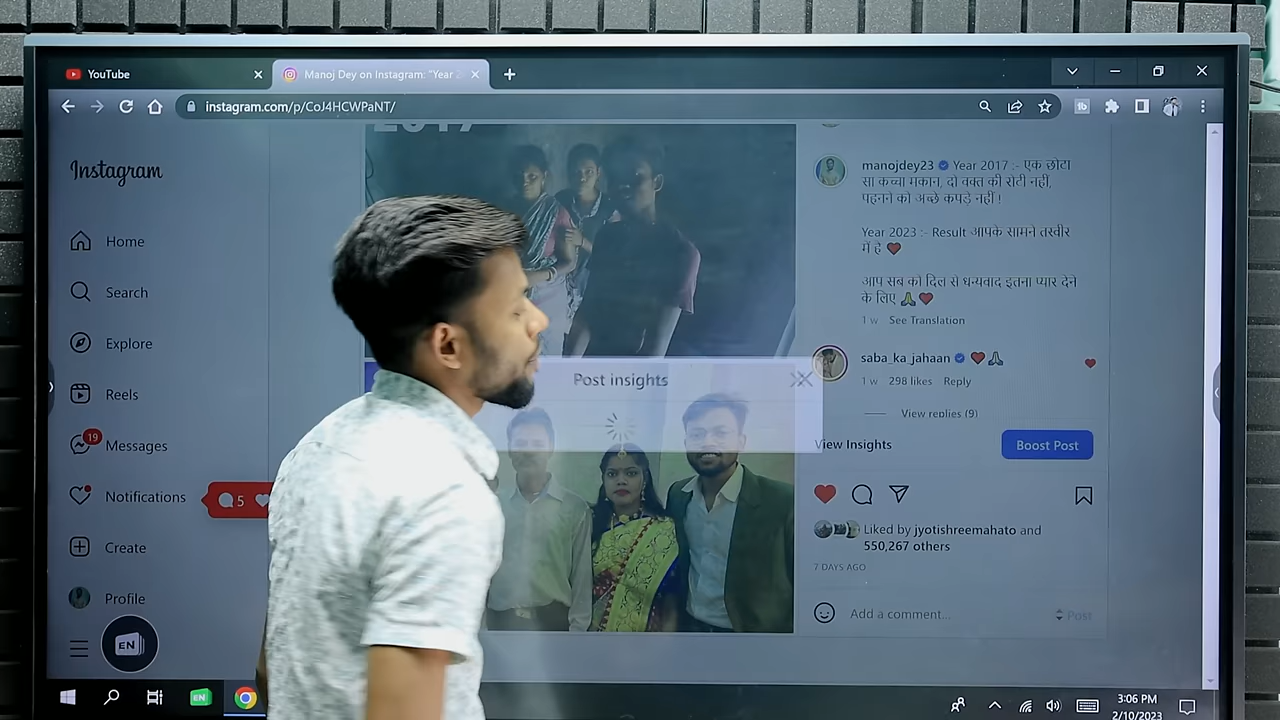 YouTube
Manoj Dey on Instagram: "Year 2
instagram.com/p/CoJ4HCWPaNT/
tb
2017
Instagram
Home
Search
Explore
Reels
19
Messages
Notifications
5
Create
Profile
EN
manojdey23 Year 2017 :- एक छोटा
सा कच्चा मकान, दो वक्त की रोटी नहीं,
पहनने को अच्छे कपड़े नहीं !
Year 2023 :- Result आपके सामने तस्वीर
में है ❤️
आप सब को दिल से धन्यवाद इतना प्यार देने
के लिए 🙏❤️
1 w See Translation
saba_ka_jahaan ❤️🙏
1 w 298 likes Reply
View replies (9)
Post insights
View Insights
Boost Post
Liked by jyotishreemahato and
550,267 others
7 DAYS AGO
Add a comment...
Post
EN
3:06 PM
2/10/2023